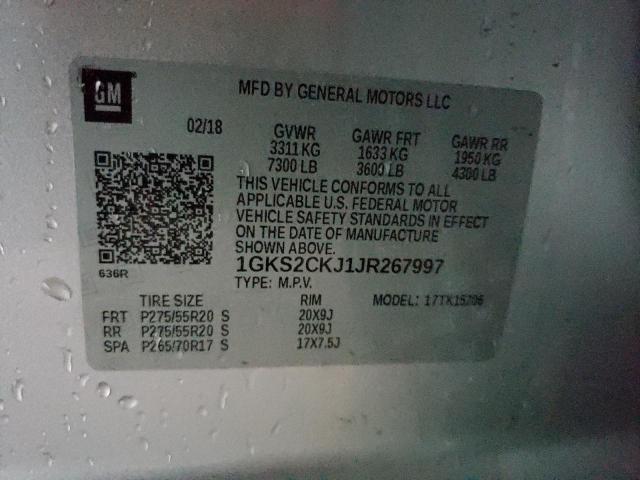 GM
MFD BY GENERAL MOTORS LLC
02/18
GVWR GAWR FRT GAWR RR
3311 KG 1633 KG 1950 KG
7300 LB 3600 LB 4300 LB
THIS VEHICLE CONFORMS TO ALL
APPLICABLE U.S. FEDERAL MOTOR
VEHICLE SAFETY STANDARDS IN EFFECT
ON THE DATE OF MANUFACTURE
SHOWN ABOVE.
636R
1GKS2CKJ1JR267997
TYPE: M.P.V.
TIRE SIZE RIM MODEL:
FRT P275/55R20 S 20X9J
RR P275/55R20 S 20X9J
SPA P265/70R17 S 17X7.5J